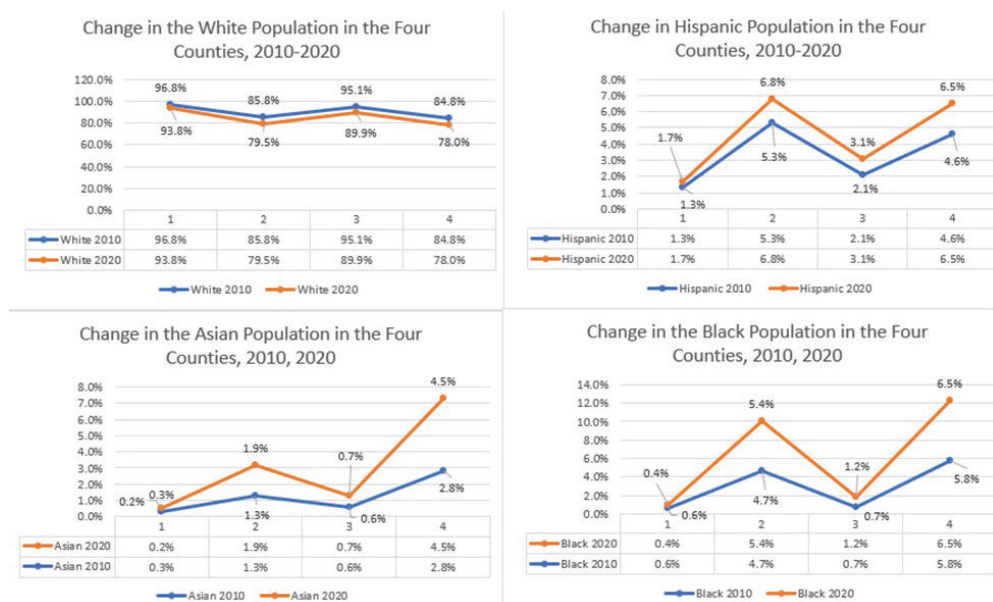 Change in the White Population in the Four
Counties, 2010-2020
120.0%
100.0%
80.0%
60.0%
40.0%
20.0%
0.0%
96.8%
85.8%
95.1%
84.8%
93.8%
79.5%
89.9%
78.0%
1 2 3 4
White 2010 96.8% 85.8% 95.1% 84.8%
White 2020 93.8% 79.5% 89.9% 78.0%
White 2010 White 2020
Change in Hispanic Population in the Four
Counties, 2010-2020
8.0%
7.0%
6.0%
5.0%
4.0%
3.0%
2.0%
1.0%
0.0%
1.7%
6.8%
3.1%
6.5%
1.3%
5.3%
2.1%
4.6%
1 2 3 4
Hispanic 2010 1.3% 5.3% 2.1% 4.6%
Hispanic 2020 1.7% 6.8% 3.1% 6.5%
Hispanic 2010 Hispanic 2020
Change in the Asian Population in the Four
Counties, 2010, 2020
8.0%
7.0%
6.0%
5.0%
4.0%
3.0%
2.0%
1.0%
0.0%
0.2%
0.3%
1.9%
0.7%
4.5%
1.3%
0.6%
2.8%
1 2 3 4
Asian 2020 0.2% 1.9% 0.7% 4.5%
Asian 2010 0.3% 1.3% 0.6% 2.8%
Asian 2010 Asian 2020
Change in the Black Population in the Four
Counties, 2010, 2020
14.0%
12.0%
10.0%
8.0%
6.0%
4.0%
2.0%
0.0%
0.4%
5.4%
1.2%
6.5%
0.6%
4.7%
0.7%
5.8%
1 2 3 4
Black 2020 0.4% 5.4% 1.2% 6.5%
Black 2010 0.6% 4.7% 0.7% 5.8%
Black 2010 Black 2020